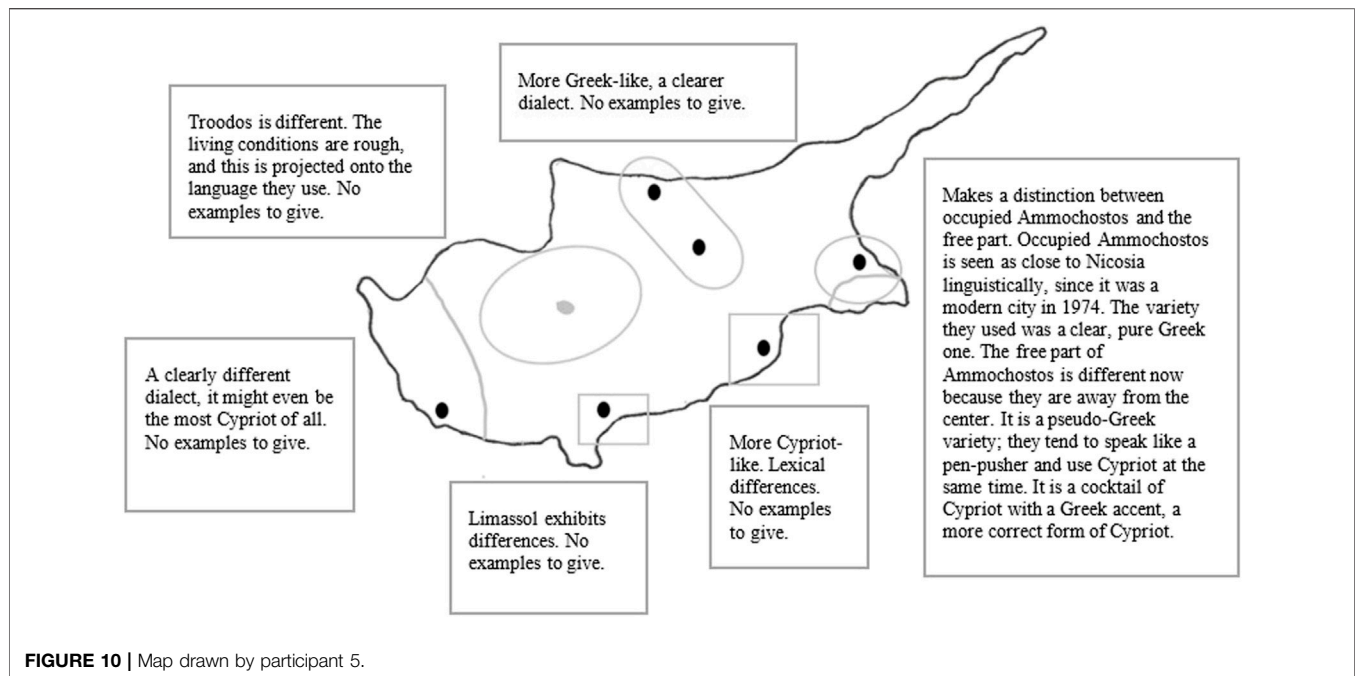 More Greek-like, a clearer
dialect. No examples to give.
Troodos is different. The
living conditions are rough,
and this is projected onto the
language they use. No
examples to give.
Makes a distinction between
occupied Ammochostos and the
free part. Occupied Ammochostos
is seen as close to Nicosia
linguistically, since it was a
modern city in 1974. The variety
they used was a clear, pure Greek
one. The free part of
Ammochostos is different now
because they are away from the
center. It is a pseudo-Greek
variety; they tend to speak like a
pen-pusher and use Cypriot at the
same time. It is a cocktail of
Cypriot with a Greek accent, a
more correct form of Cypriot.
A clearly different
dialect, it might even be
the most Cypriot of all.
No examples to give.
More Cypriot-
like. Lexical
differences.
No examples
to give.
Limassol exhibits
differences. No
examples to give.
FIGURE 10 | Map drawn by participant 5.